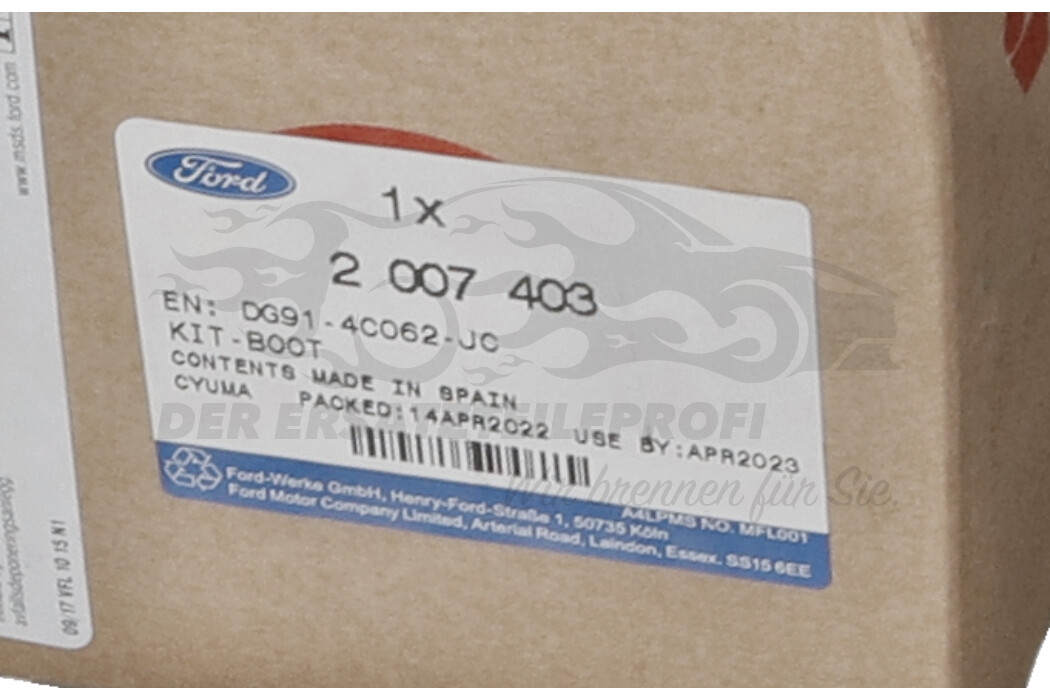 www.msds.ford.com
Ford
1x
2 007 403
EN: DG91-4C062-JC
KIT-BOOT
CONTENTS MADE IN SPAIN
CYUMA PACKED:14APR2022 USE BY:APR2023
DER ERSATZTEILEPROFI
Wir brennen für Sie.
A4LPMS NO. MFL001
Ford-Werke GmbH, Henry-Ford-Straße 1, 50735 Köln
Ford Motor Company Limited, Arterial Road, Laindon, Essex. SS15 6EE
avfallsdeponeringsanlägg
09/17 VFL 10 15 N1